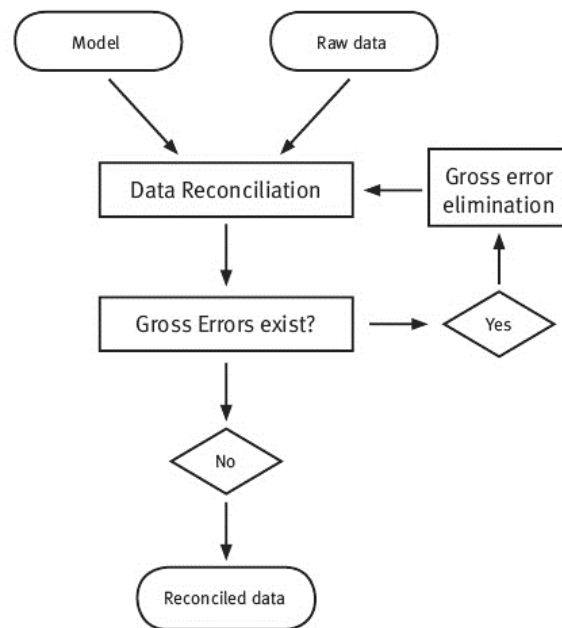 Model
Raw data
Data Reconciliation
Gross error
elimination
Gross Errors exist?
Yes
No
Reconciled data